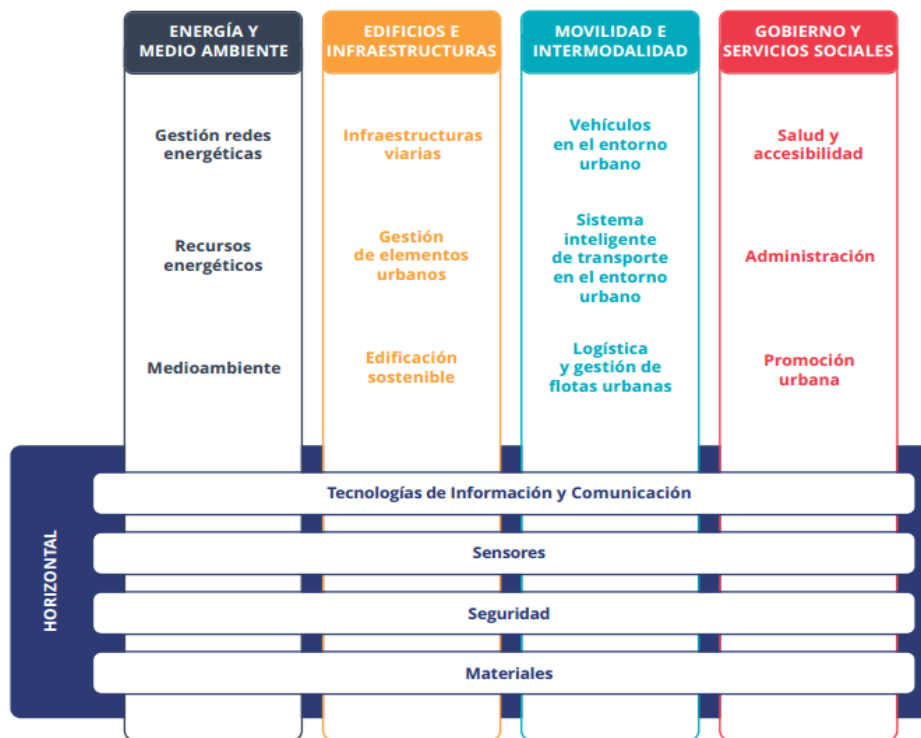 ENERGÍA Y
MEDIO AMBIENTE
EDIFICIOS E
INFRAESTRUCTURAS
MOVILIDAD E
INTERMODALIDAD
GOBIERNO Y
SERVICIOS SOCIALES
Gestión redes
energéticas
Infraestructuras
viarias
Vehículos
en el entorno
urbano
Salud y
accesibilidad
Recursos
energéticos
Gestión
de elementos
urbanos
Sistema
inteligente
de transporte
en el entorno
urbano
Administración
Medioambiente
Edificación
sostenible
Logística
y gestión de
flotas urbanas
Promoción
urbana
HORIZONTAL
Tecnologías de Información y Comunicación
Sensores
Seguridad
Materiales